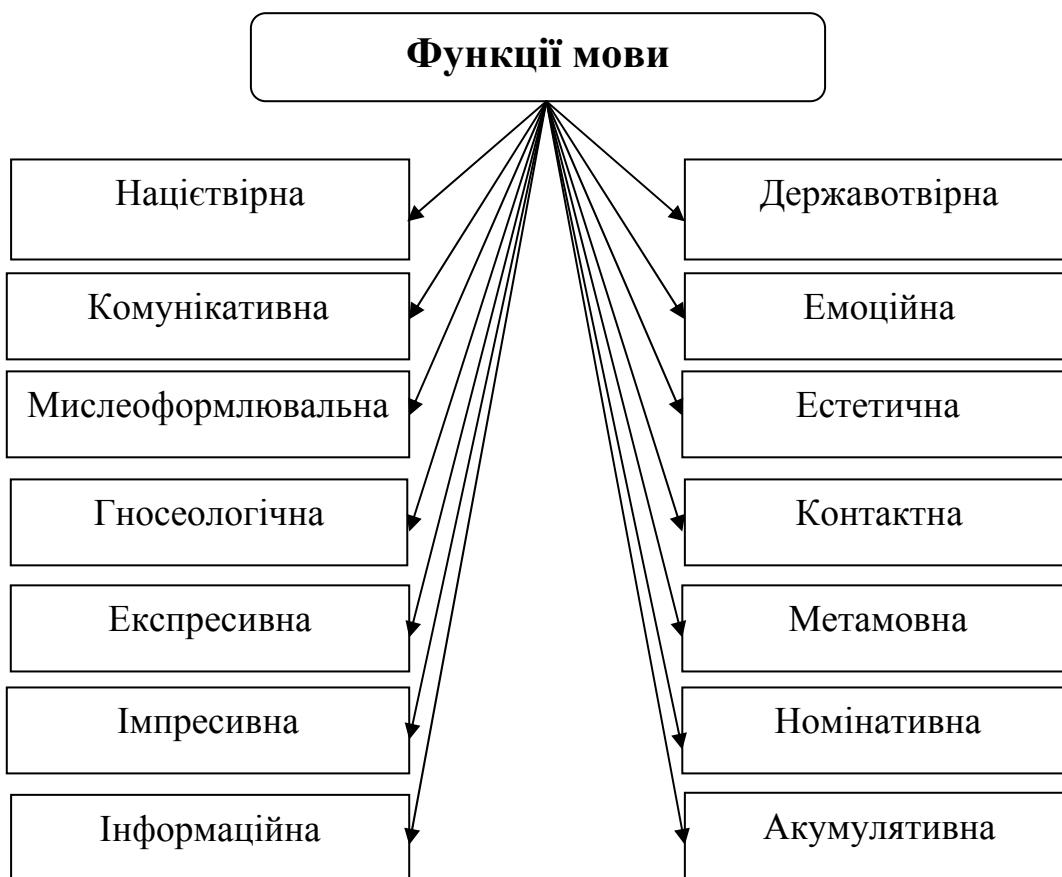 Функції мови
Націєтвірна
Державотвірна
Комунікативна
Емоційна
Мислеоформлювальна
Естетична
Гносеологічна
Контактна
Експресивна
Метамовна
Імпресивна
Номінативна
Інформаційна
Акумулятивна